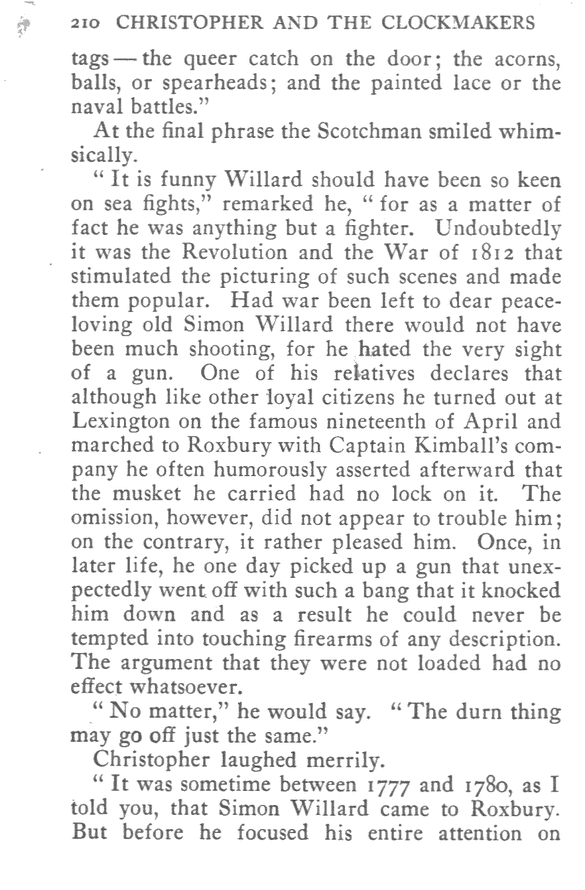 210 CHRISTOPHER AND THE CLOCKMAKERS
tags — the queer catch on the door; the acorns,
balls, or spearheads; and the painted lace or the
naval battles.”
At the final phrase the Scotchman smiled whim-
sically.
“ It is funny Willard should have been so keen
on sea fights,” remarked he, “ for as a matter of
fact he was anything but a fighter. Undoubtedly
it was the Revolution and the War of 1812 that
stimulated the picturing of such scenes and made
them popular. Had war been left to dear peace-
loving old Simon Willard there would not have
been much shooting, for he hated the very sight
of a gun. One of his relatives declares that
although like other loyal citizens he turned out at
Lexington on the famous nineteenth of April and
marched to Roxbury with Captain Kimball’s com-
pany he often humorously asserted afterward that
the musket he carried had no lock on it. The
omission, however, did not appear to trouble him;
on the contrary, it rather pleased him. Once, in
later life, he one day picked up a gun that unex-
pectedly went off with such a bang that it knocked
him down and as a result he could never be
tempted into touching firearms of any description.
The argument that they were not loaded had no
effect whatsoever.
“ No matter,” he would say. “ The durn thing
may go off just the same.”
Christopher laughed merrily.
“ It was sometime between 1777 and 1780, as I
told you, that Simon Willard came to Roxbury.
But before he focused his entire attention on